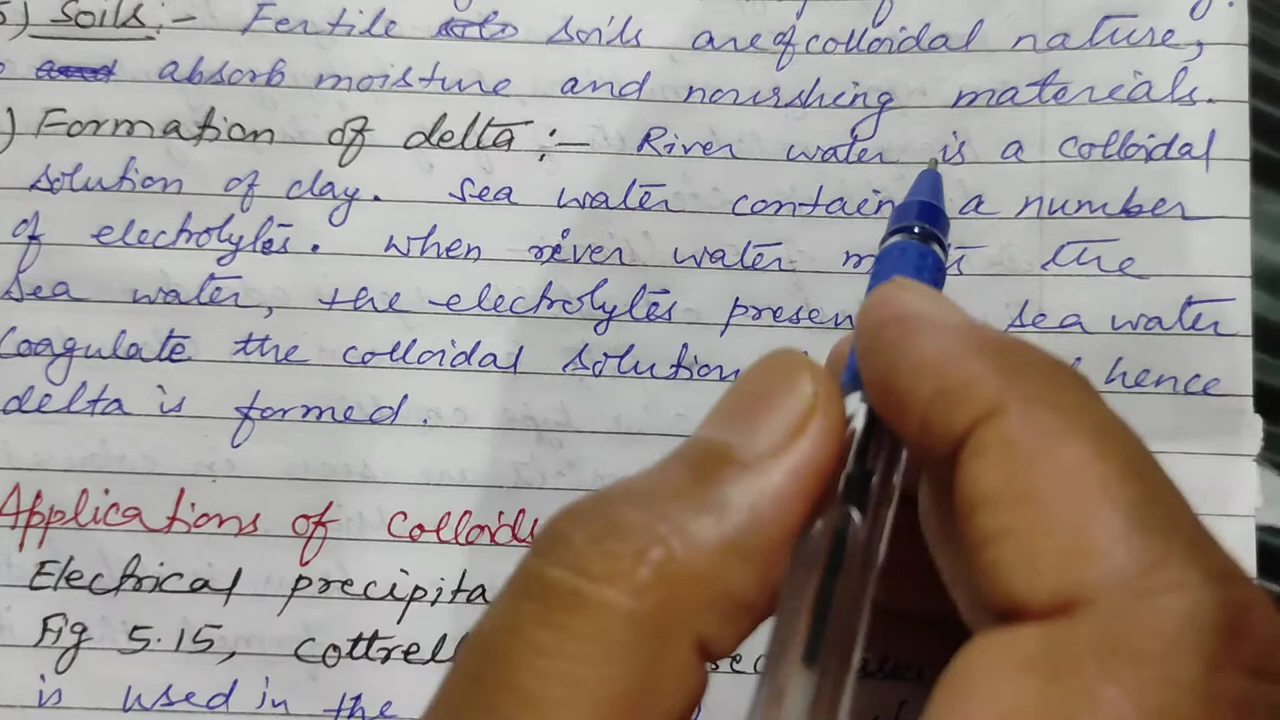 5) Soils :- Fertile soils are of colloidal nature,
absorb moisture and nourshing materials.
) Formation of delta :- River water is a colloidal
solution of clay. Sea water contain a number
of electrolytes. When river water the
Sea water, the electrolytes presen sea water
Coagulate the colloidal solution hence
delta is formed.
Applications of Colloids
Electrical precipita
Fig 5.15, cottrell
is used in the